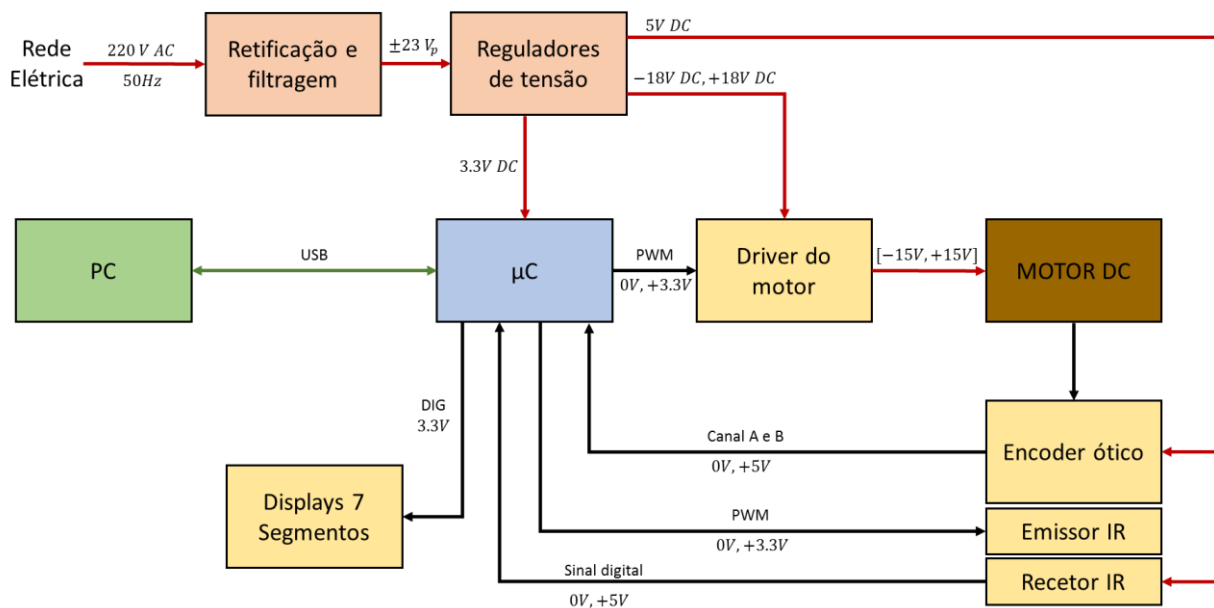 Rede
Elétrica
220 V AC
50Hz
Retificação e
filtragem
±23 Vₚ
Reguladores
de tensão
5V DC
−18V DC, +18V DC
3.3V DC
PC
USB
µC
PWM
0V, +3.3V
Driver do
motor
[−15V, +15V]
MOTOR DC
DIG
3.3V
Displays 7
Segmentos
Canal A e B
0V, +5V
Encoder ótico
PWM
0V, +3.3V
Emissor IR
Sinal digital
0V, +5V
Recetor IR